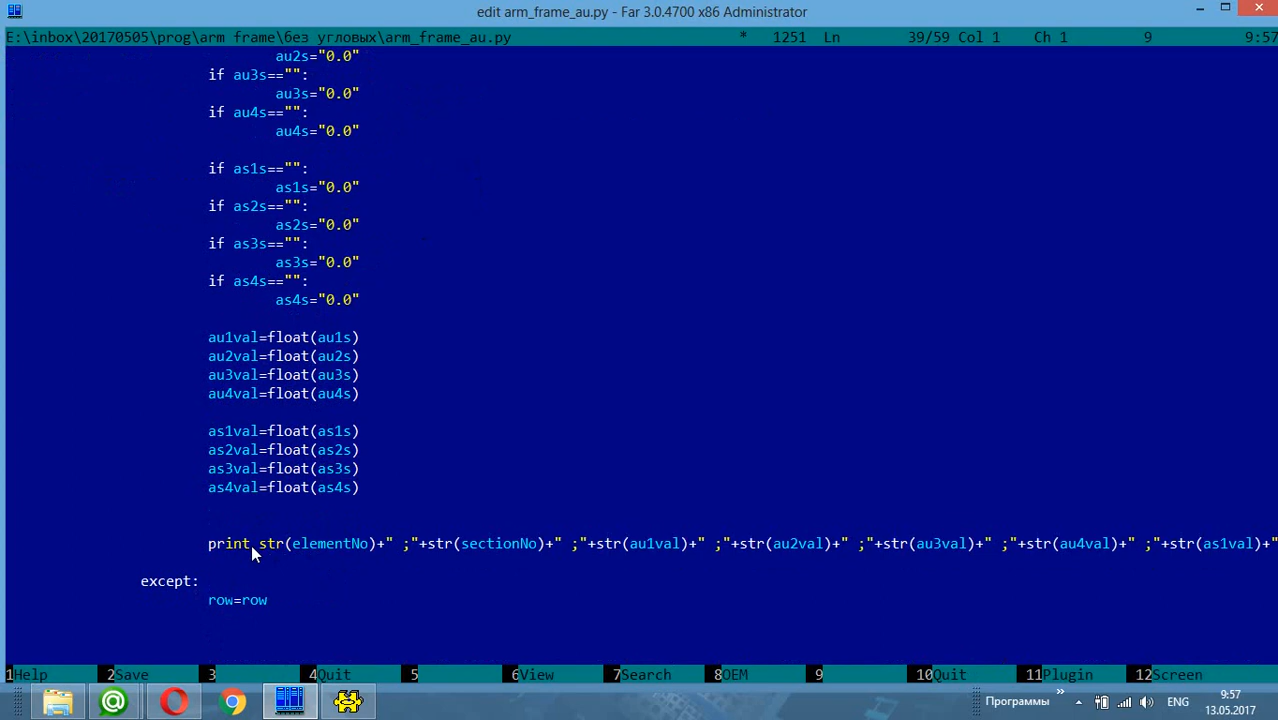 edit arm_frame_au.py - Far 3.0.4700 x86 Administrator
E:\inbox\20170505\prog\arm frame\без угловых\arm_frame_au.py * 1251 Ln 39/59 Col 1 Ch 1 9 9:57
au2s="0.0"
if au3s=="":
au3s="0.0"
if au4s=="":
au4s="0.0"
if as1s=="":
as1s="0.0"
if as2s=="":
as2s="0.0"
if as3s=="":
as3s="0.0"
if as4s=="":
as4s="0.0"
au1val=float(au1s)
au2val=float(au2s)
au3val=float(au3s)
au4val=float(au4s)
as1val=float(as1s)
as2val=float(as2s)
as3val=float(as3s)
as4val=float(as4s)
print str(elementNo)+" ;"+str(sectionNo)+" ;"+str(au1val)+" ;"+str(au2val)+" ;"+str(au3val)+" ;"+str(au4val)+" ;"+str(as1val)+"
except:
row=row
1Help 2Save 3 4Quit 5 6View 7Search 8OEM 9 10Quit 11Plugin 12Screen
Программы » ENG 9:57
13.05.2017